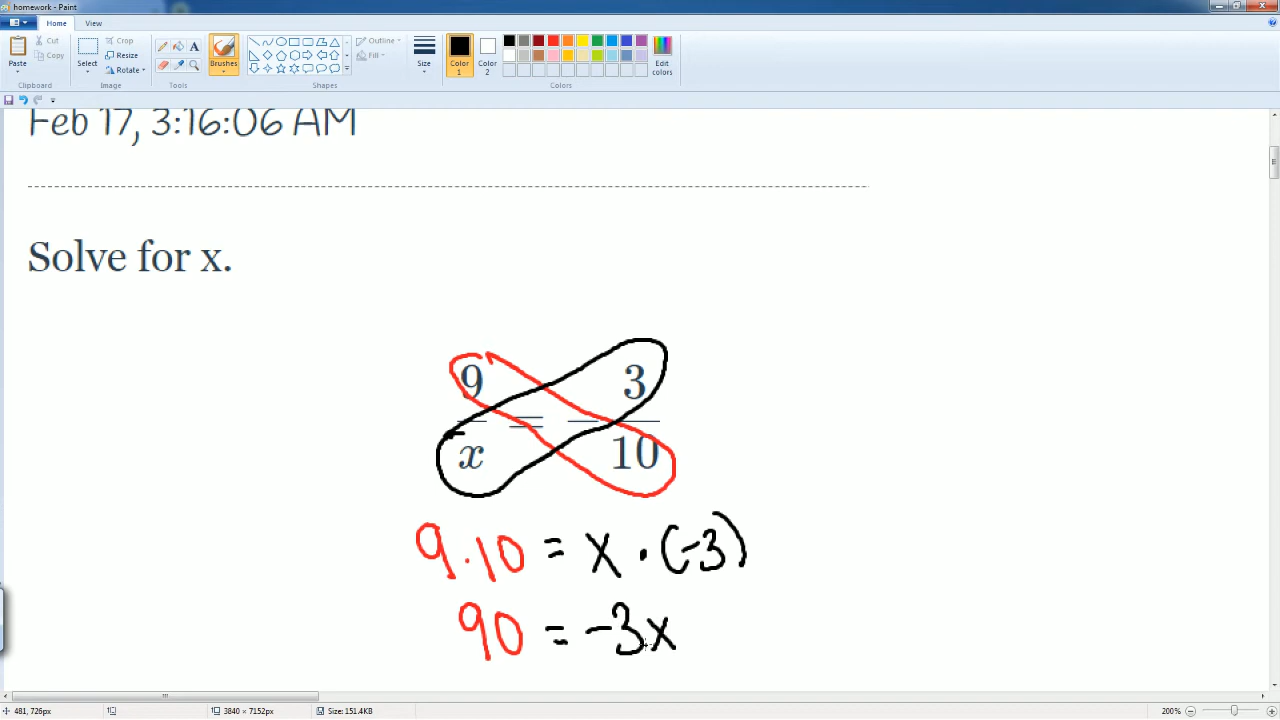 homework - Paint
Home View
Cut
Copy
Paste
Clipboard
Crop
Resize
Rotate
Select
Image
A
Tools
Brushes
Outline
Fill
Shapes
Size
Color 1
Color 2
Edit colors
Colors
Feb 17, 3:16:06 AM
Solve for x.
9/x = -3/10
9·10 = x·(-3)
90 = -3x
481, 726px
3840 × 7152px
Size: 151.4KB
200%